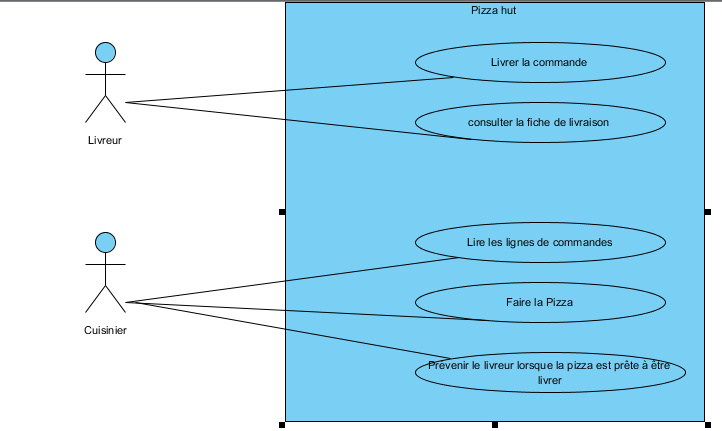 Pizza hut
Livrer la commande
consulter la fiche de livraison
Livreur
Lire les lignes de commandes
Faire la Pizza
Cuisinier
Prevenir le livreur lorsque la pizza est prête à être
livrer